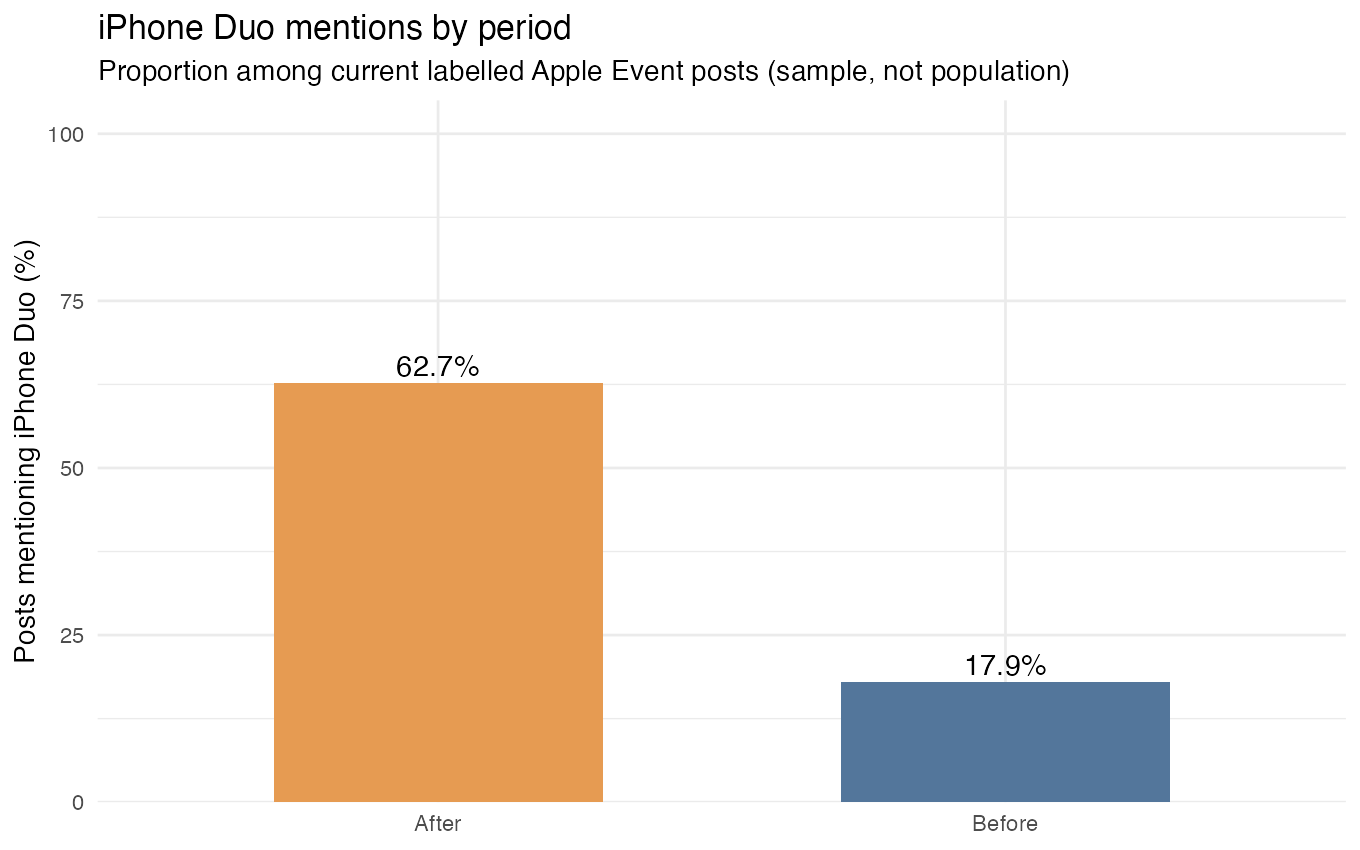 iPhone Duo mentions by period
Proportion among current labelled Apple Event posts (sample, not population)
Posts mentioning iPhone Duo (%)
100
75
50
25
0
62.7%
17.9%
After
Before